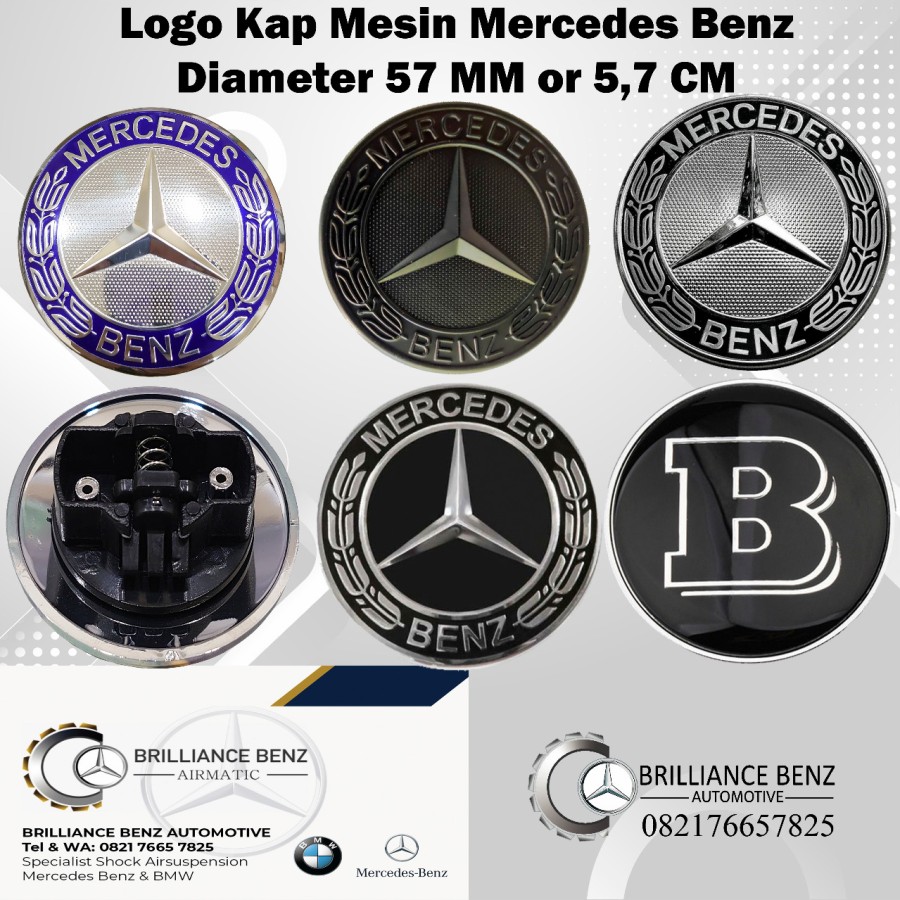 Logo Kap Mesin Mercedes Benz
Diameter 57 MM or 5,7 CM
MERCEDES
BENZ
MERCEDES
BENZ
MERCEDES
BENZ
MERCEDES
BENZ
B
BRILLIANCE BENZ
AIRMATIC
BRILLIANCE BENZ AUTOMOTIVE
Tel & WA: 0821 7665 7825
Specialist Shock Airsuspension
Mercedes Benz & BMW
BMW
Mercedes-Benz
BRILLIANCE BENZ
AUTOMOTIVE
082176657825